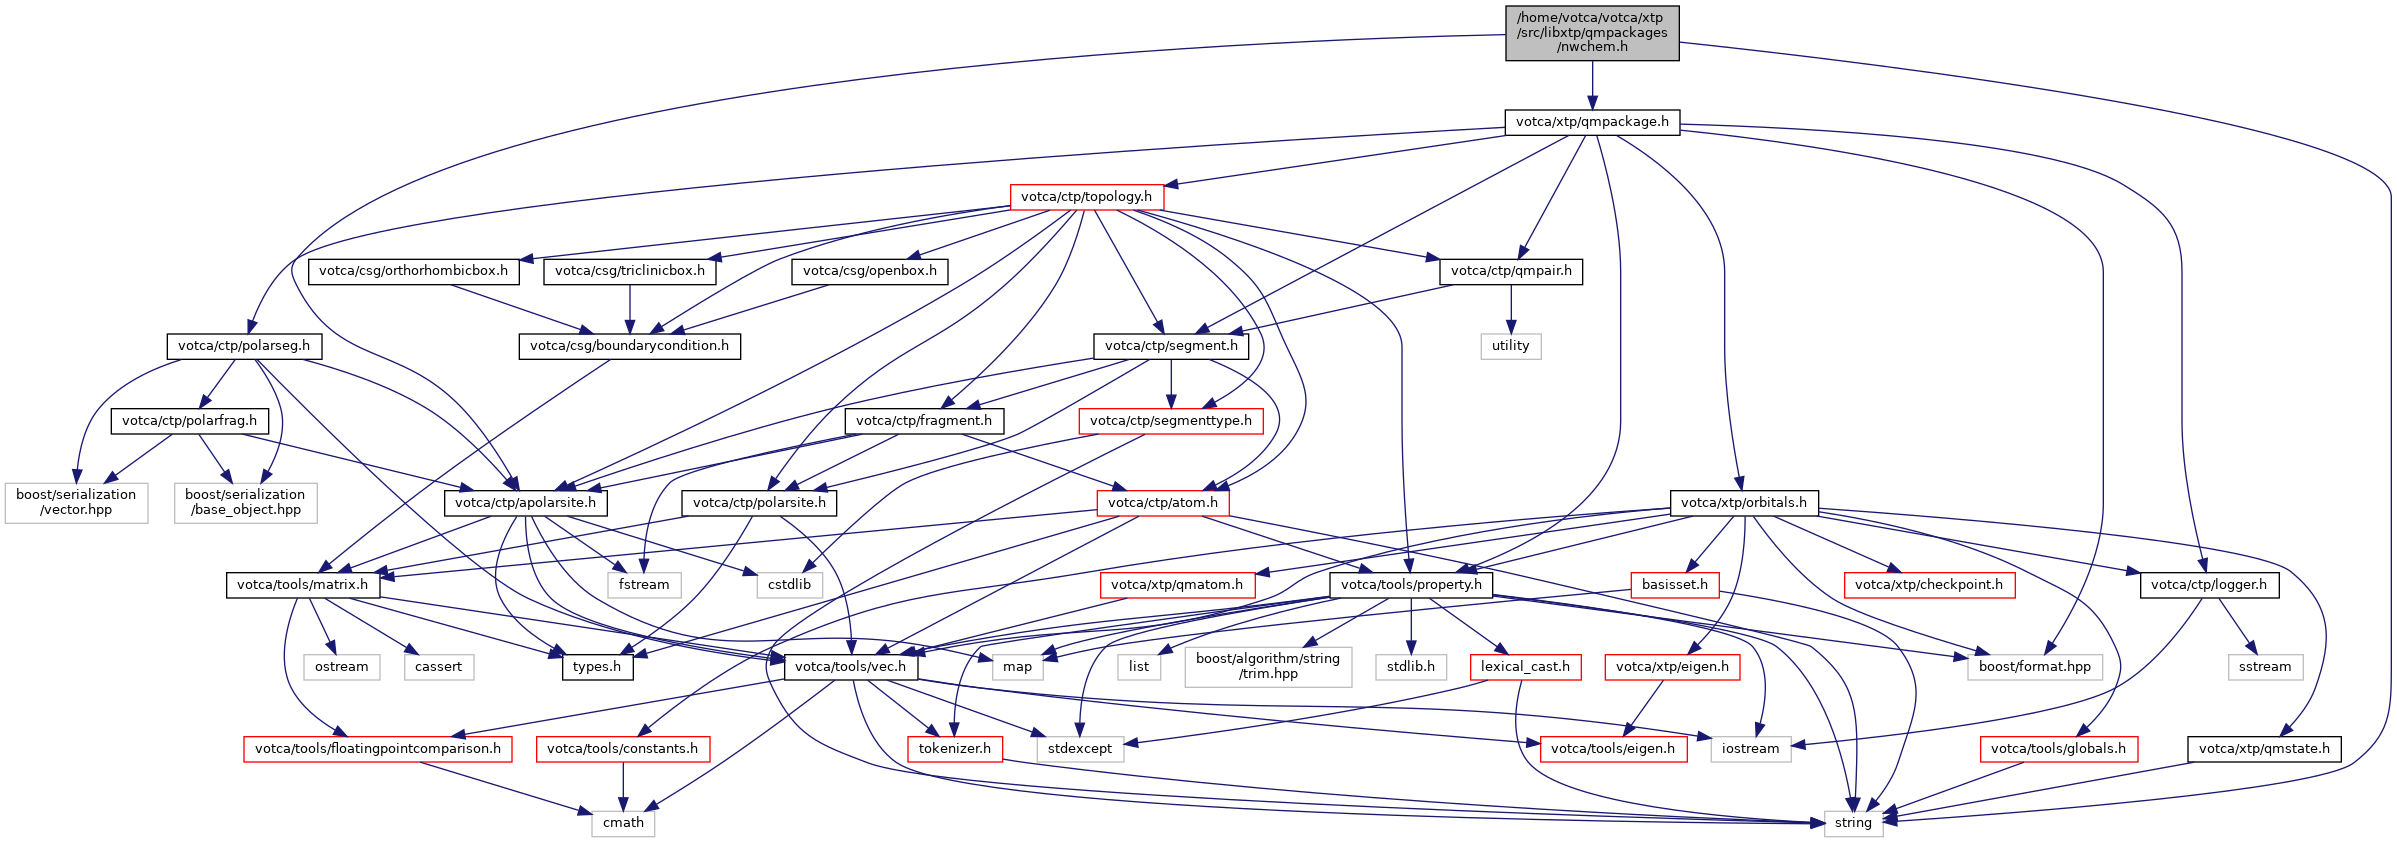 /home/votca/votca/xtp
/src/libxtp/qmpackages
/nwchem.h
votca/xtp/qmpackage.h
votca/ctp/topology.h
votca/csg/orthorhombicbox.h
votca/csg/triclinicbox.h
votca/csg/openbox.h
votca/ctp/qmpair.h
votca/ctp/polarseg.h
votca/csg/boundarycondition.h
votca/ctp/segment.h
utility
votca/ctp/polarfrag.h
votca/ctp/fragment.h
votca/ctp/segmenttype.h
boost/serialization
/vector.hpp
boost/serialization
/base_object.hpp
votca/ctp/apolarsite.h
votca/ctp/polarsite.h
votca/ctp/atom.h
votca/xtp/orbitals.h
votca/tools/matrix.h
fstream
cstdlib
votca/xtp/qmatom.h
votca/tools/property.h
basisset.h
votca/xtp/checkpoint.h
votca/ctp/logger.h
ostream
cassert
types.h
votca/tools/vec.h
map
list
boost/algorithm/string
/trim.hpp
stdlib.h
lexical_cast.h
votca/xtp/eigen.h
boost/format.hpp
sstream
votca/tools/floatingpointcomparison.h
votca/tools/constants.h
tokenizer.h
stdexcept
votca/tools/eigen.h
iostream
votca/tools/globals.h
votca/xtp/qmstate.h
cmath
string